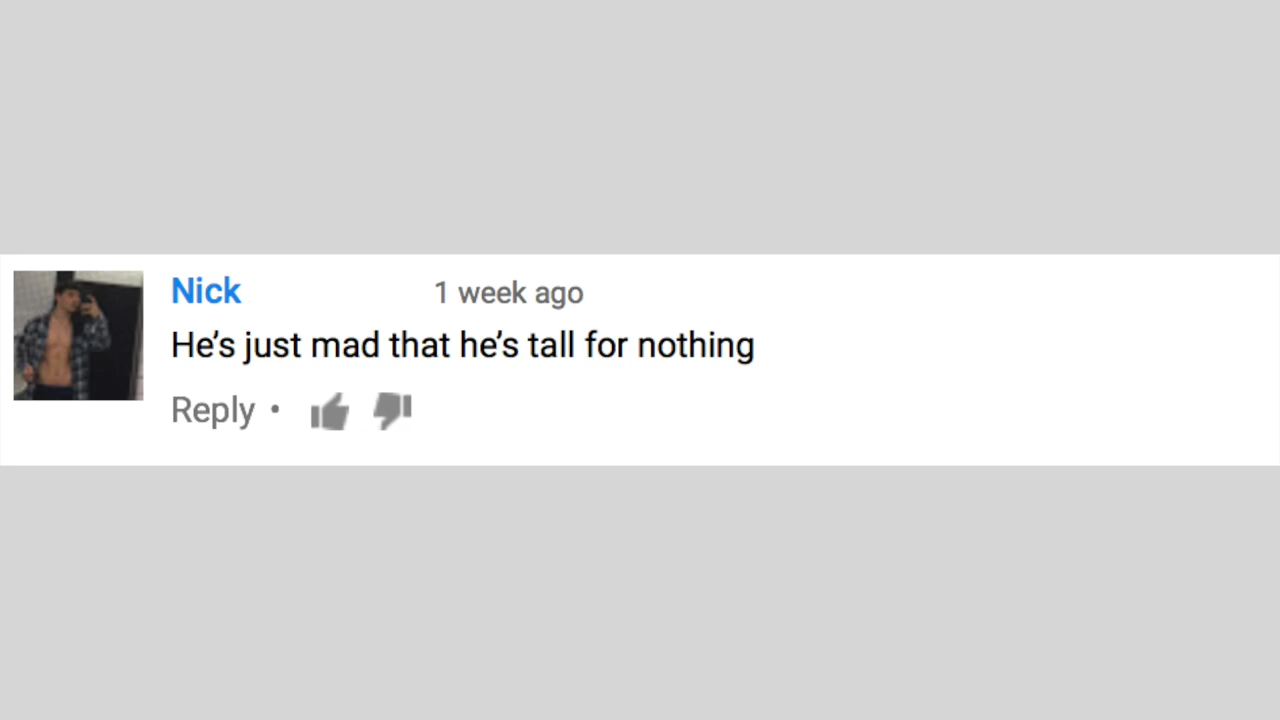 Nick 1 week ago
He’s just mad that he’s tall for nothing
Reply •